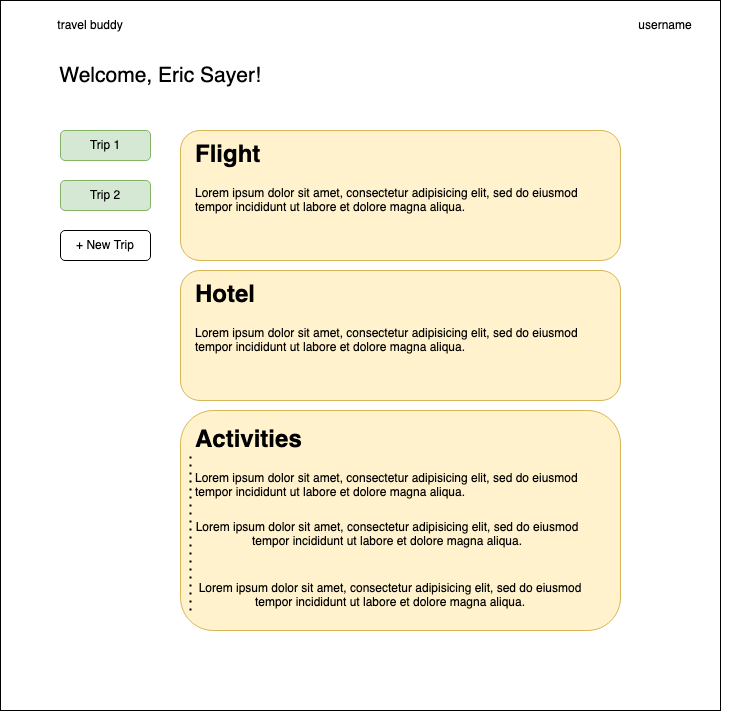 travel buddy
username
Welcome, Eric Sayer!
Trip 1
Trip 2
+ New Trip
Flight
Lorem ipsum dolor sit amet, consectetur adipisicing elit, sed do eiusmod
tempor incididunt ut labore et dolore magna aliqua.
Hotel
Lorem ipsum dolor sit amet, consectetur adipisicing elit, sed do eiusmod
tempor incididunt ut labore et dolore magna aliqua.
Activities
Lorem ipsum dolor sit amet, consectetur adipisicing elit, sed do eiusmod
tempor incididunt ut labore et dolore magna aliqua.
Lorem ipsum dolor sit amet, consectetur adipisicing elit, sed do eiusmod
tempor incididunt ut labore et dolore magna aliqua.
Lorem ipsum dolor sit amet, consectetur adipisicing elit, sed do eiusmod
tempor incididunt ut labore et dolore magna aliqua.